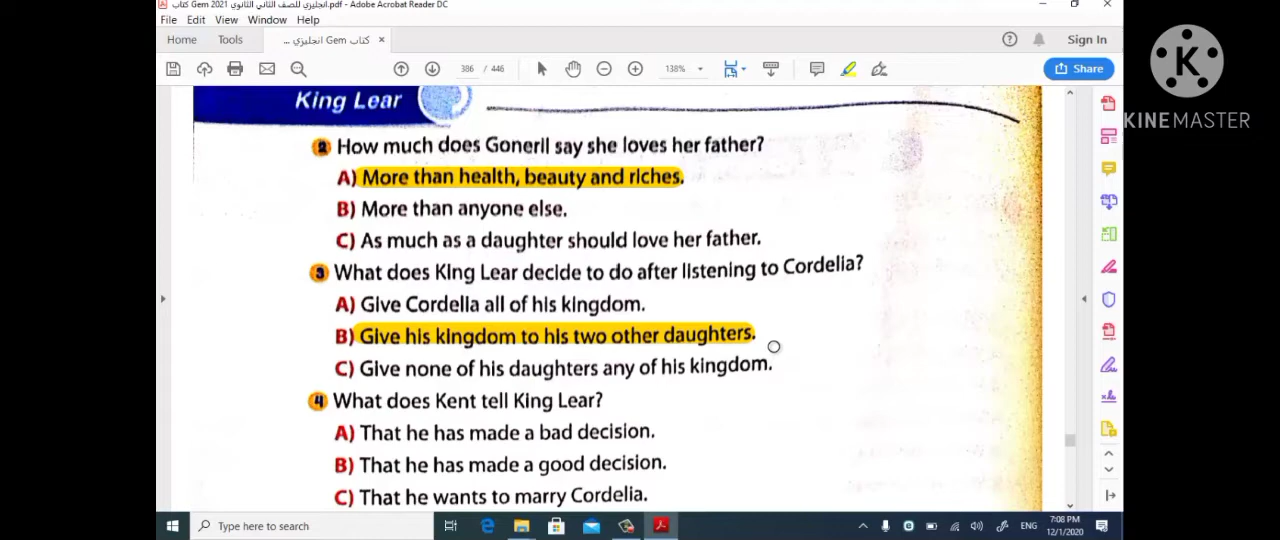 انجليزي للصف الثاني الثانوي 2021 Gem كتاب.pdf - Adobe Acrobat Reader DC
File Edit View Window Help
Home Tools كتاب Gem انجليزي ... × Sign In
386 / 446 138% Share
King Lear
K
KINEMASTER
2 How much does Goneril say she loves her father?
A) More than health, beauty and riches.
B) More than anyone else.
C) As much as a daughter should love her father.
3 What does King Lear decide to do after listening to Cordelia?
A) Give Cordelia all of his kingdom.
B) Give his kingdom to his two other daughters.
C) Give none of his daughters any of his kingdom.
4 What does Kent tell King Lear?
A) That he has made a bad decision.
B) That he has made a good decision.
C) That he wants to marry Cordelia.
Type here to search ENG 7:08 PM
12/1/2020